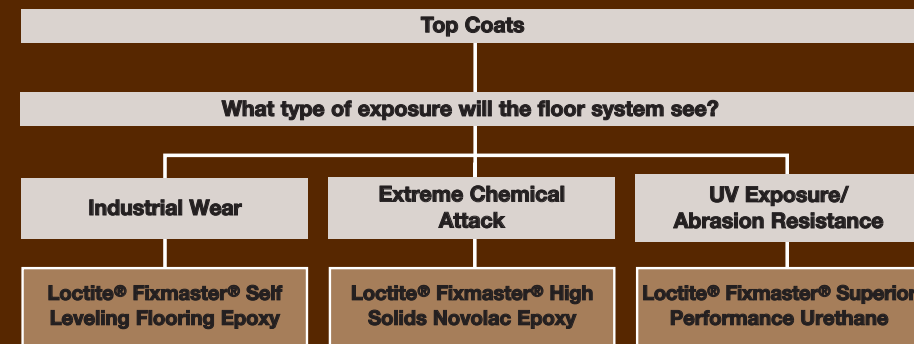 Top Coats
What type of exposure will the floor system see?
Industrial Wear
Extreme Chemical
Attack
UV Exposure/
Abrasion Resistance
Loctite® Fixmaster® Self
Leveling Flooring Epoxy
Loctite® Fixmaster® High
Solids Novolac Epoxy
Loctite® Fixmaster® Superior
Performance Urethane